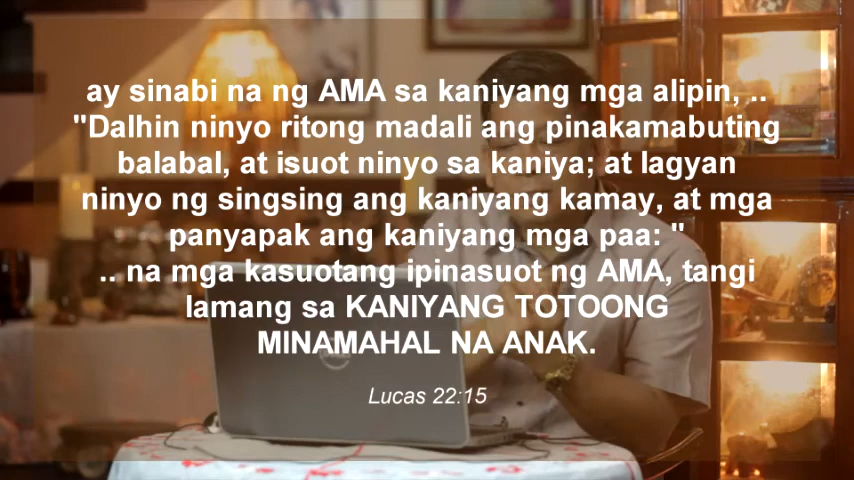 ay sinabi na ng AMA sa kaniyang mga alipin, ..
"Dalhin ninyo ritong madali ang pinakamabuting
balabal, at isuot ninyo sa kaniya; at lagyan
ninyo ng singsing ang kaniyang kamay, at mga
panyapak ang kaniyang mga paa: "
.. na mga kasuotang ipinasuot ng AMA, tangi
lamang sa KANIYANG TOTOONG
MINAMAHAL NA ANAK.
Lucas 22:15
DELL